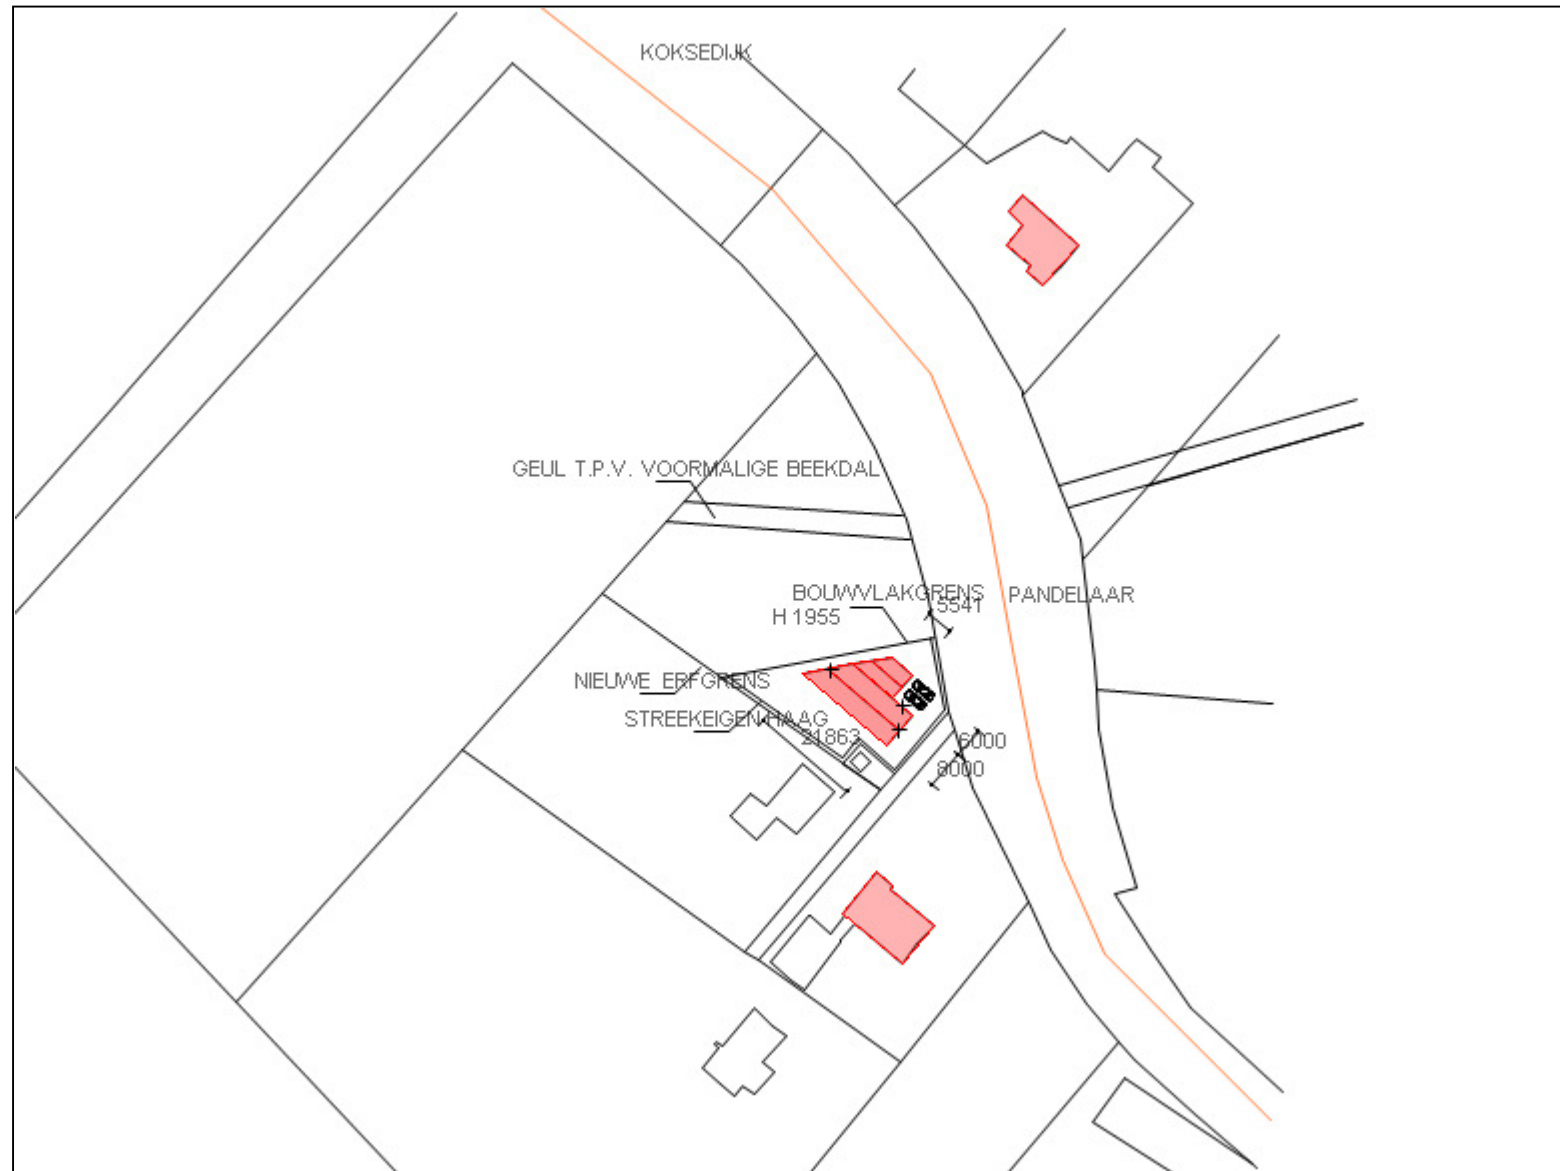 KOKSEDIJK
GEUL T.P.V. VOORMALIGE BEEKDAL
BOUWVLAKGRENS
PANDELAAR
5541
H 1955
NIEUWE ERFGRENS
STREEKEIGEN HAAG
21863
6000
8000